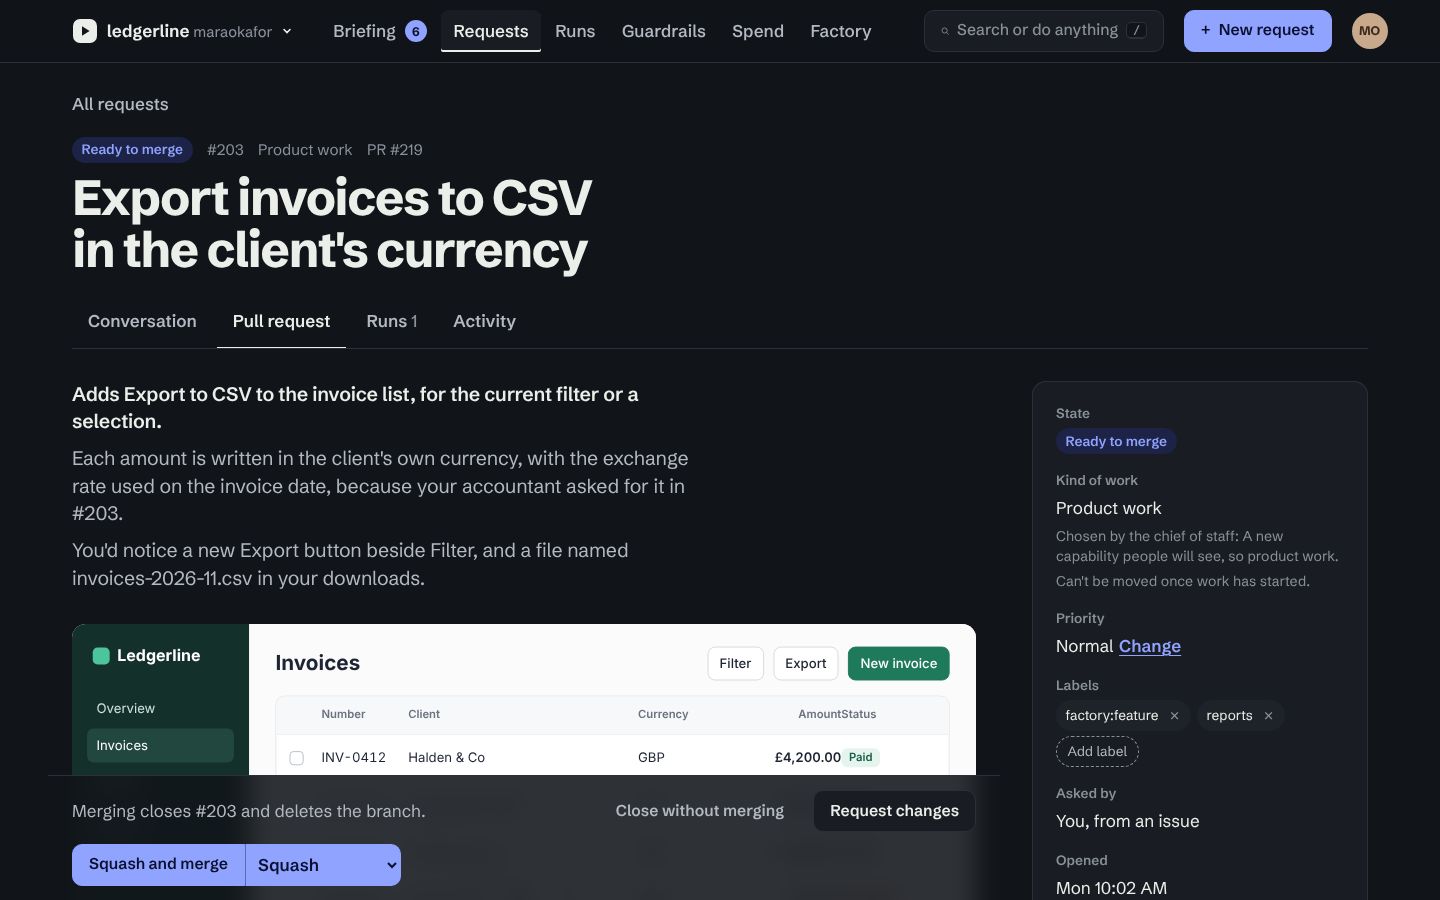 ledgerline maraokafor
Briefing 6
Requests
Runs
Guardrails
Spend
Factory
Search or do anything /
+ New request
MO
All requests
Ready to merge #203 Product work PR #219
Export invoices to CSV
in the client's currency
Conversation
Pull request
Runs 1
Activity
Adds Export to CSV to the invoice list, for the current filter or a
selection.
Each amount is written in the client's own currency, with the exchange
rate used on the invoice date, because your accountant asked for it in
#203.
You'd notice a new Export button beside Filter, and a file named
invoices-2026-11.csv in your downloads.
Ledgerline
Overview
Invoices
Invoices
Filter
Export
New invoice
Number Client Currency AmountStatus
INV-0412 Halden & Co GBP £4,200.00 Paid
Merging closes #203 and deletes the branch.
Close without merging
Request changes
Squash and merge
Squash
State
Ready to merge
Kind of work
Product work
Chosen by the chief of staff: A new
capability people will see, so product work.
Can't be moved once work has started.
Priority
Normal Change
Labels
factory:feature ×
reports ×
Add label
Asked by
You, from an issue
Opened
Mon 10:02 AM